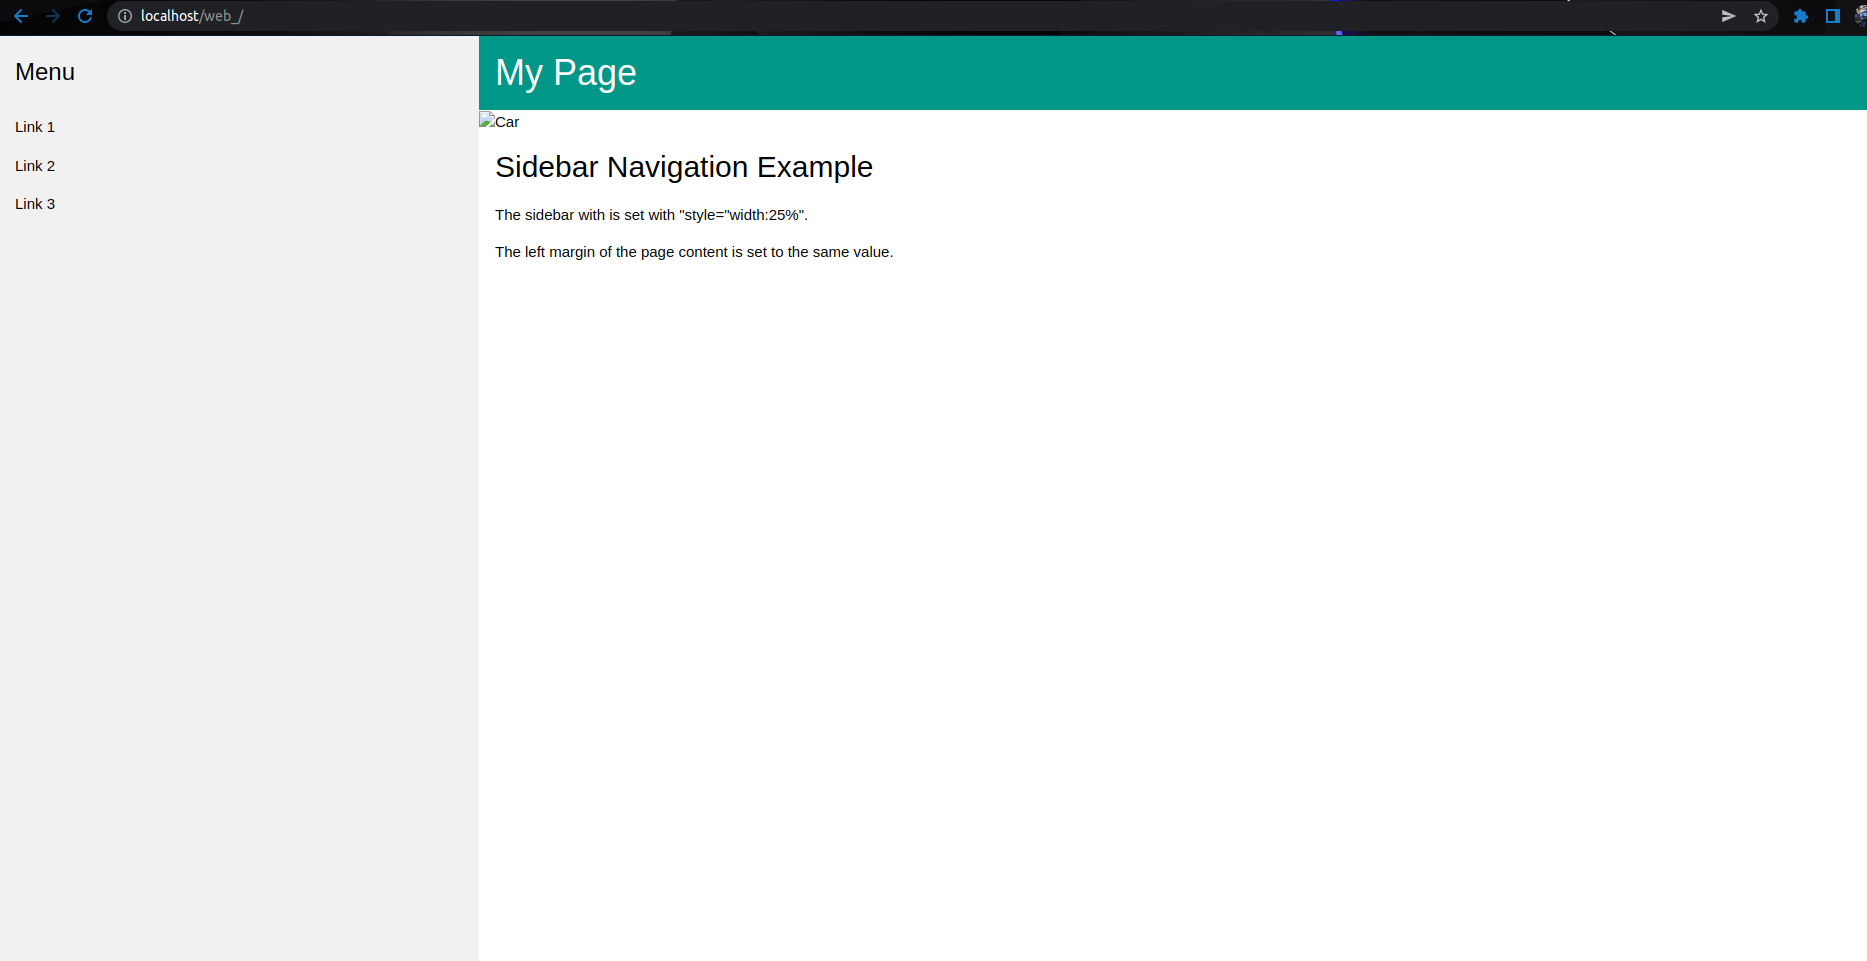 localhost/web_/
Menu
Link 1
Link 2
Link 3
My Page
Car
Sidebar Navigation Example
The sidebar with is set with "style="width:25%".
The left margin of the page content is set to the same value.